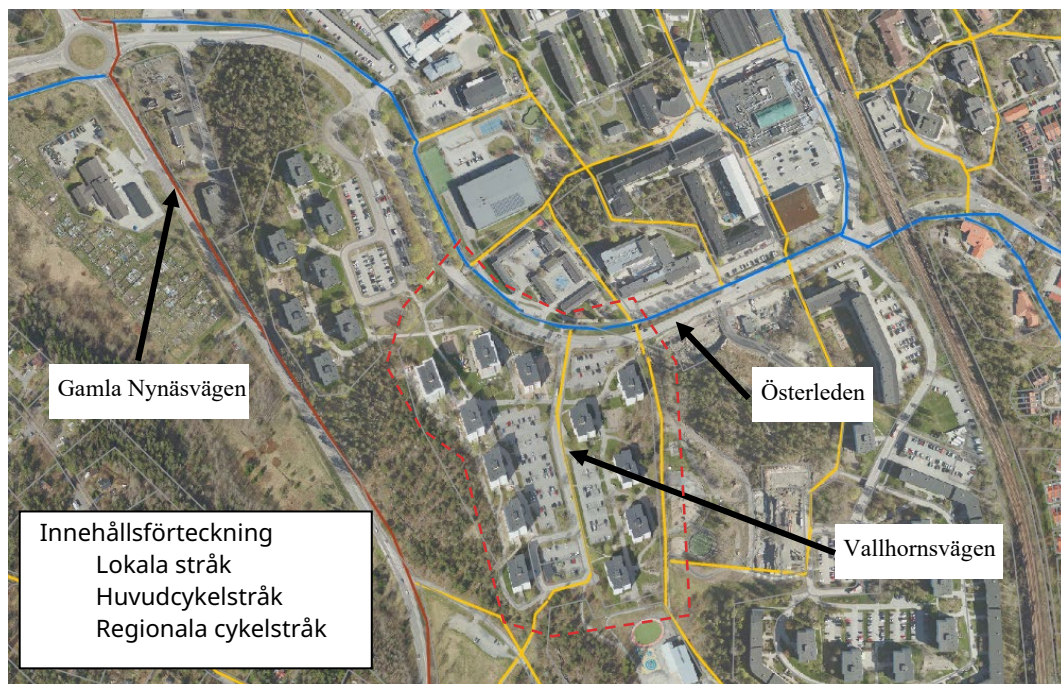 Gamla Nynäsvägen
Österleden
Vallhornsvägen
Innehållsförteckning
Lokala stråk
Huvudcykelstråk
Regionala cykelstråk